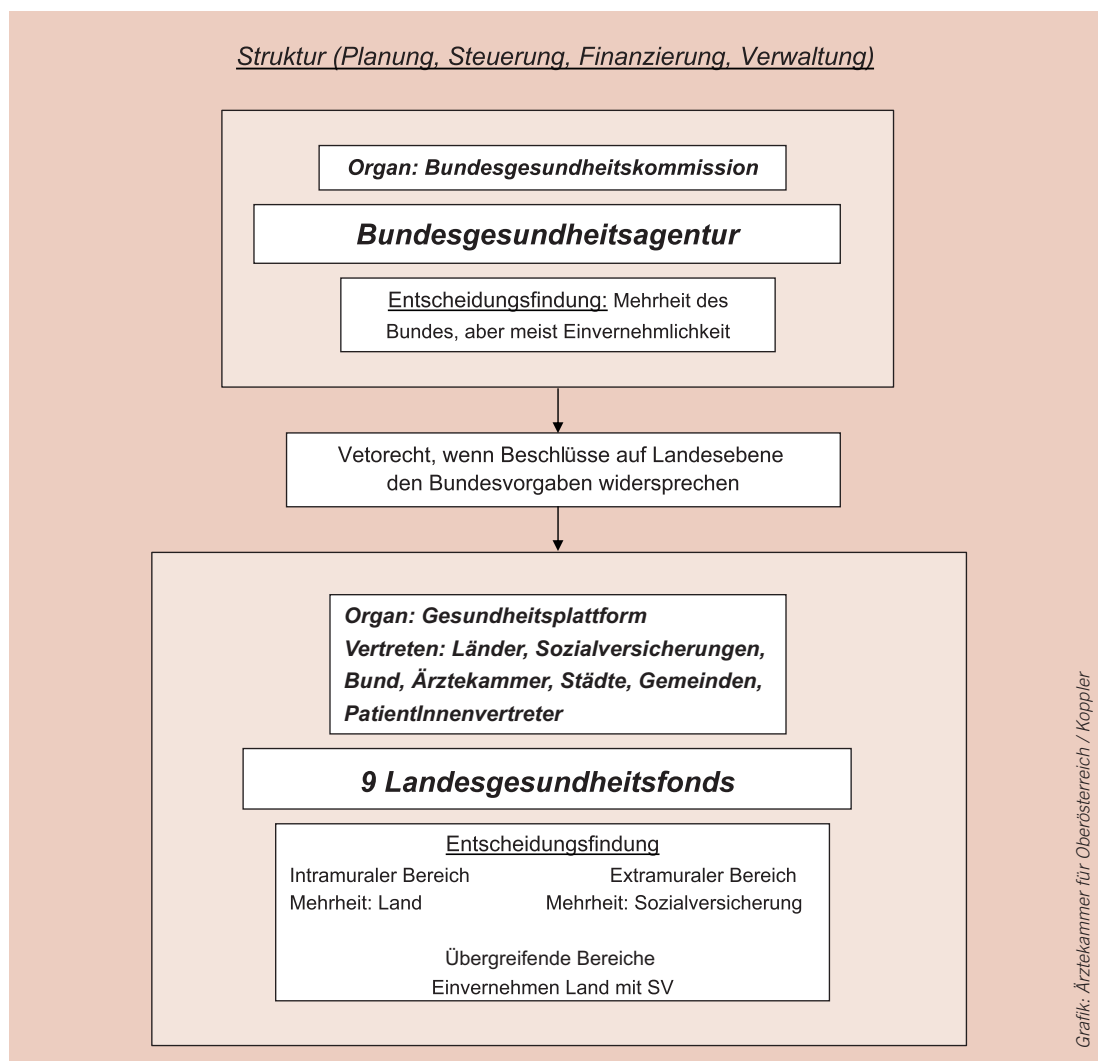 Struktur (Planung, Steuerung, Finanzierung, Verwaltung)
Organ: Bundesgesundheitskommission
Bundesgesundheitsagentur
Entscheidungsfindung: Mehrheit des
Bundes, aber meist Einvernehmlichkeit
Vetorecht, wenn Beschlüsse auf Landesebene
den Bundesvorgaben widersprechen
Organ: Gesundheitsplattform
Vertreten: Länder, Sozialversicherungen,
Bund, Ärztekammer, Städte, Gemeinden,
PatientInnenvertreter
9 Landesgesundheitsfonds
Entscheidungsfindung
Intramuraler Bereich Extramuraler Bereich
Mehrheit: Land Mehrheit: Sozialversicherung
Übergreifende Bereiche
Einvernehmen Land mit SV
Grafik: Ärztekammer für Oberösterreich / Koppler